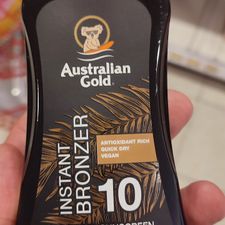 Australian
Gold
INSTANT
BRONZER
ANTIOXIDANT RICH
QUICK DRY
VEGAN
10